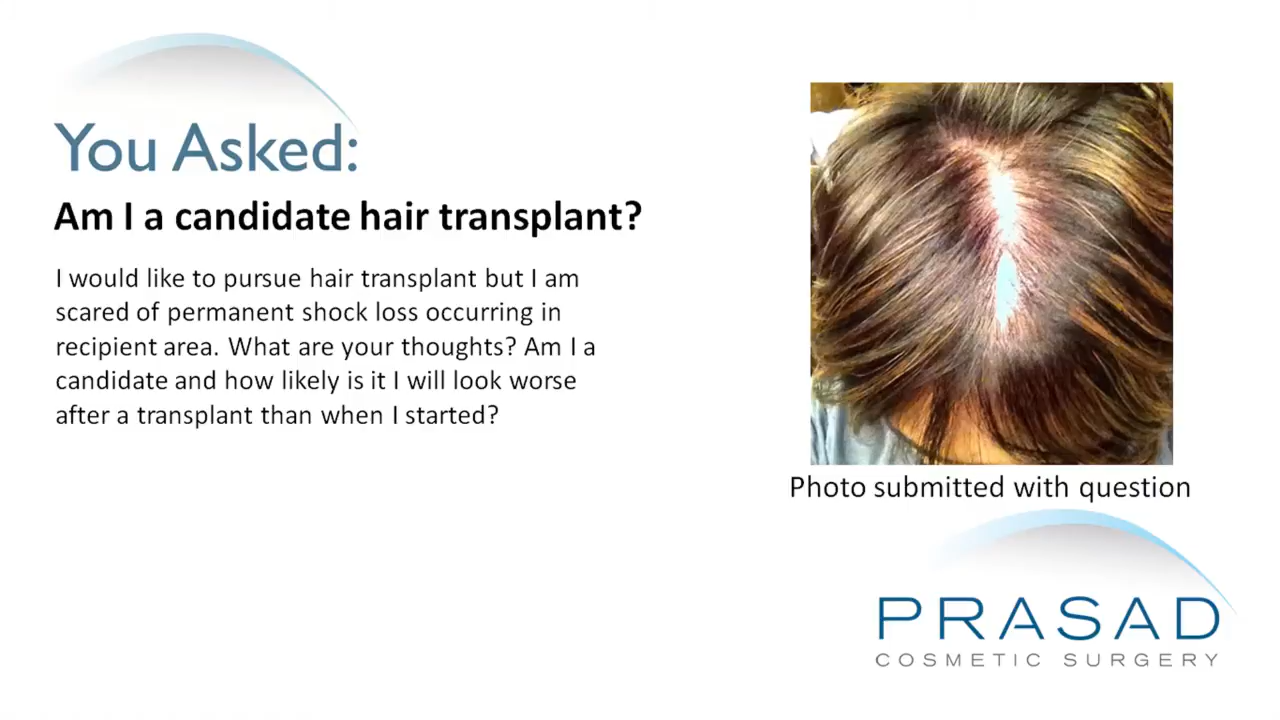 You Asked:
Am I a candidate hair transplant?
I would like to pursue hair transplant but I am
scared of permanent shock loss occurring in
recipient area. What are your thoughts? Am I a
candidate and how likely is it I will look worse
after a transplant than when I started?
Photo submitted with question
PRASAD
COSMETIC SURGERY